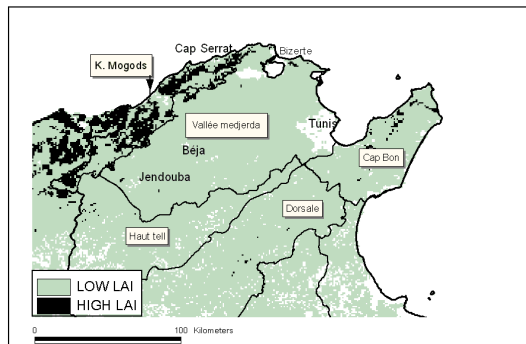 Cap Serrat
Bizerte
K. Mogods
Vallée medjerda
Tunis
Béja
Cap Bon
Jendouba
Dorsale
Haut tell
LOW LAI
HIGH LAI
0 100 Kilometers